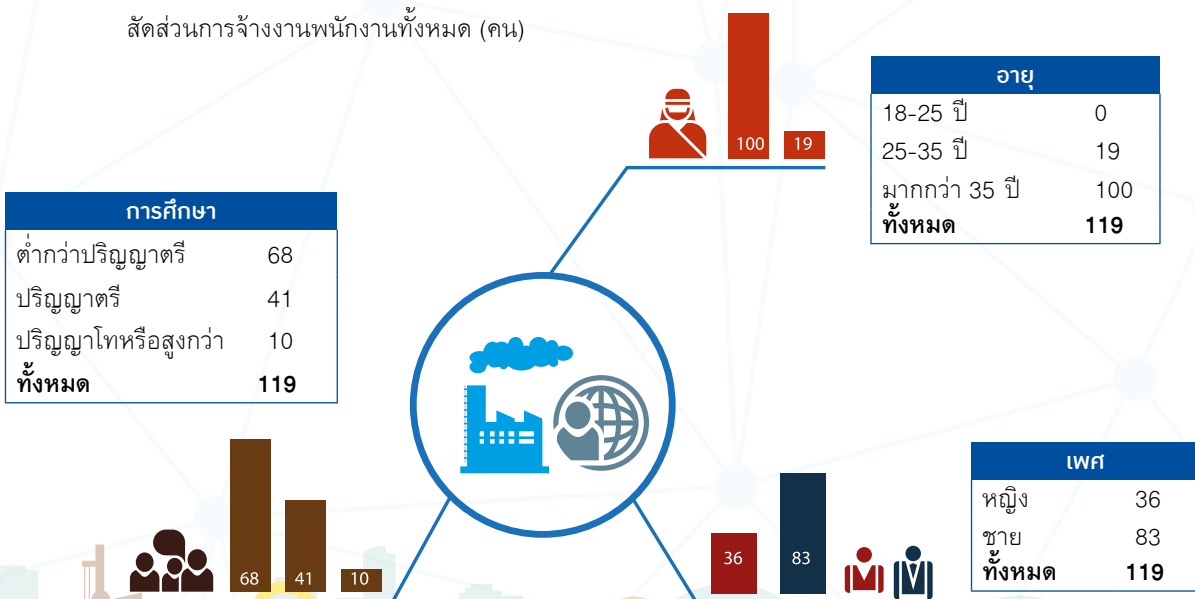 สัดส่วนการจ้างงานพนักงานทั้งหมด (คน)
100 19
อายุ
18-25 ปี 0
25-35 ปี 19
มากกว่า 35 ปี 100
ทั้งหมด 119
การศึกษา
ต่ำกว่าปริญญาตรี 68
ปริญญาตรี 41
ปริญญาโทหรือสูงกว่า 10
ทั้งหมด 119
68 41 10
36 83
เพศ
หญิง 36
ชาย 83
ทั้งหมด 119